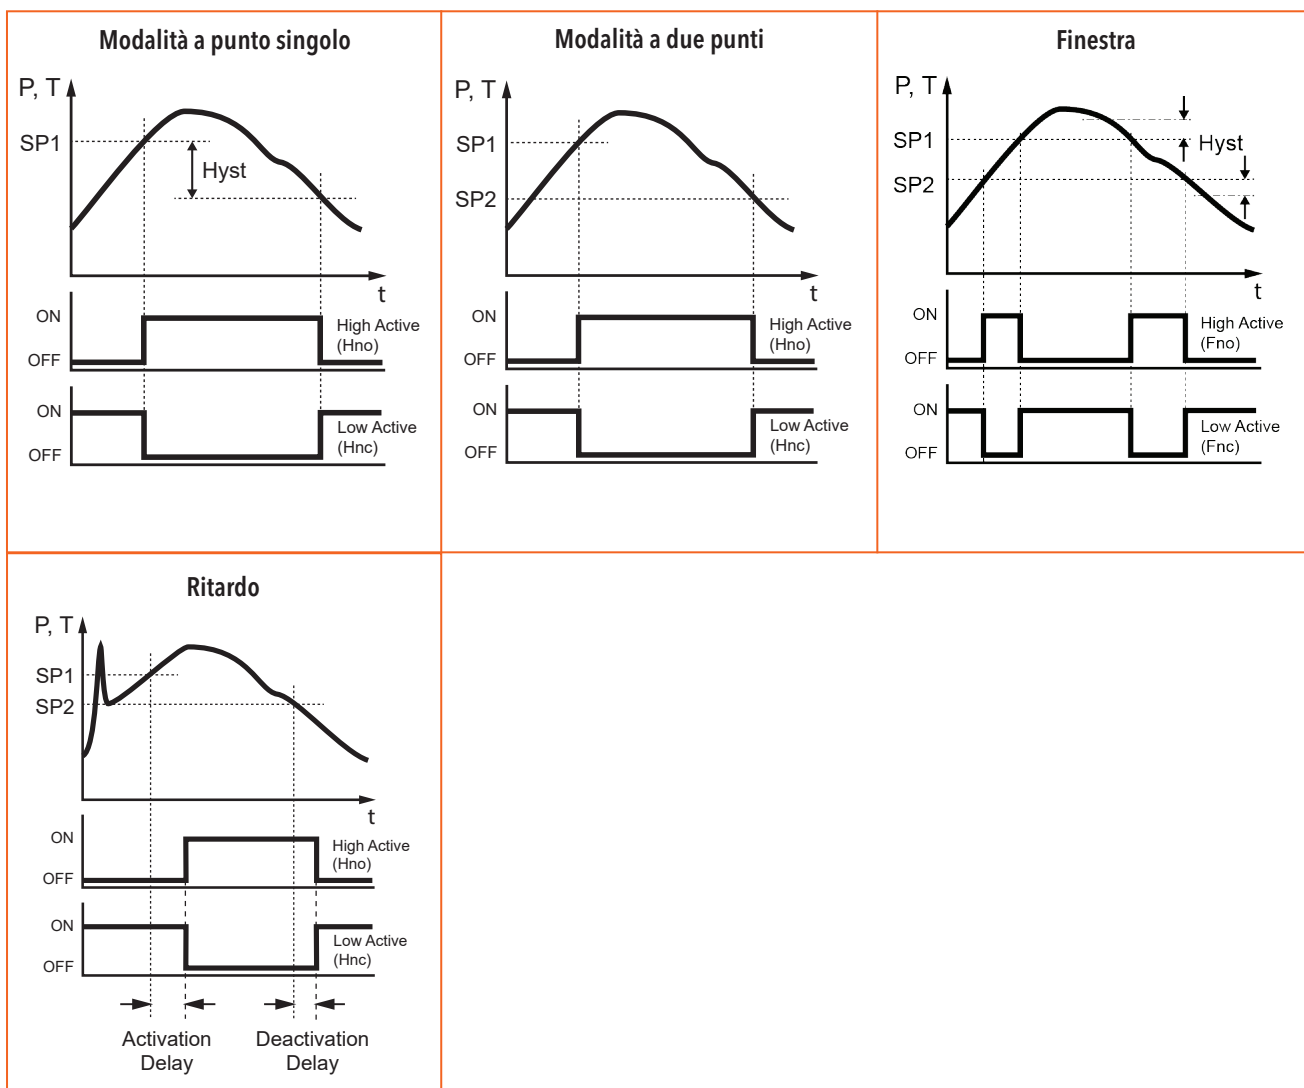 Modalità a punto singolo
P, T
SP1
Hyst
t
ON
OFF
High Active
(Hno)
ON
OFF
Low Active
(Hnc)
Modalità a due punti
P, T
SP1
SP2
t
ON
OFF
High Active
(Hno)
ON
OFF
Low Active
(Hnc)
Finestra
P, T
SP1
Hyst
SP2
t
ON
OFF
High Active
(Fno)
ON
OFF
Low Active
(Fnc)
Ritardo
P, T
SP1
SP2
t
ON
OFF
High Active
(Hno)
ON
OFF
Low Active
(Hnc)
Activation
Delay
Deactivation
Delay